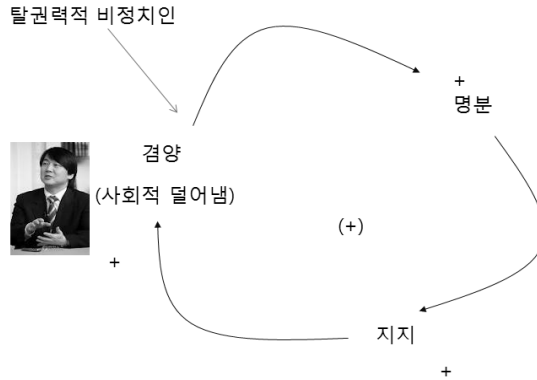 탈권력적 비정치인
+
명분
겸양
(사회적 덜어냄)
(+)
+
지지
+